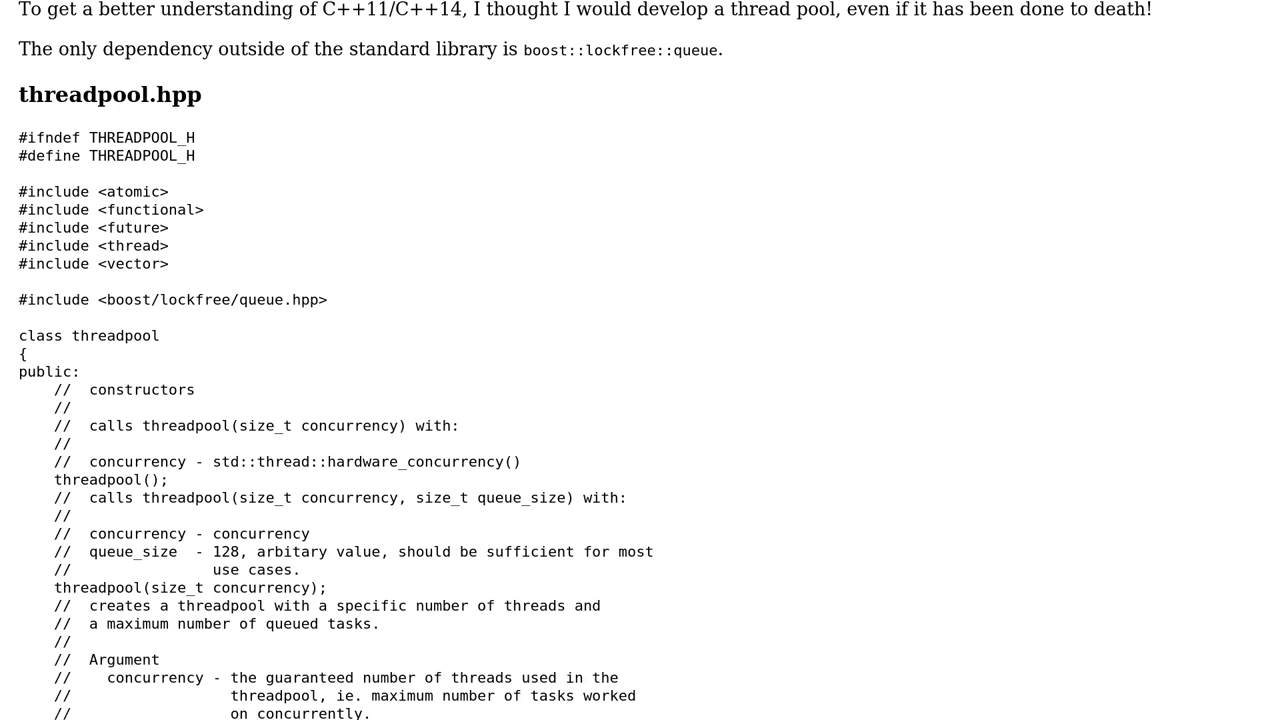 To get a better understanding of C++11/C++14, I thought I would develop a thread pool, even if it has been done to death!
The only dependency outside of the standard library is boost::lockfree::queue.
threadpool.hpp
#ifndef THREADPOOL_H
#define THREADPOOL_H
#include <atomic>
#include <functional>
#include <future>
#include <thread>
#include <vector>
#include <boost/lockfree/queue.hpp>
class threadpool
{
public:
    //  constructors
    //
    //  calls threadpool(size_t concurrency) with:
    //
    //  concurrency - std::thread::hardware_concurrency()
    threadpool();
    //  calls threadpool(size_t concurrency, size_t queue_size) with:
    //
    //  concurrency - concurrency
    //  queue_size  - 128, arbitary value, should be sufficient for most
    //                use cases.
    threadpool(size_t concurrency);
    //  creates a threadpool with a specific number of threads and
    //  a maximum number of queued tasks.
    //
    //  Argument
    //    concurrency - the guaranteed number of threads used in the
    //                  threadpool, ie. maximum number of tasks worked
    //                  on concurrently.